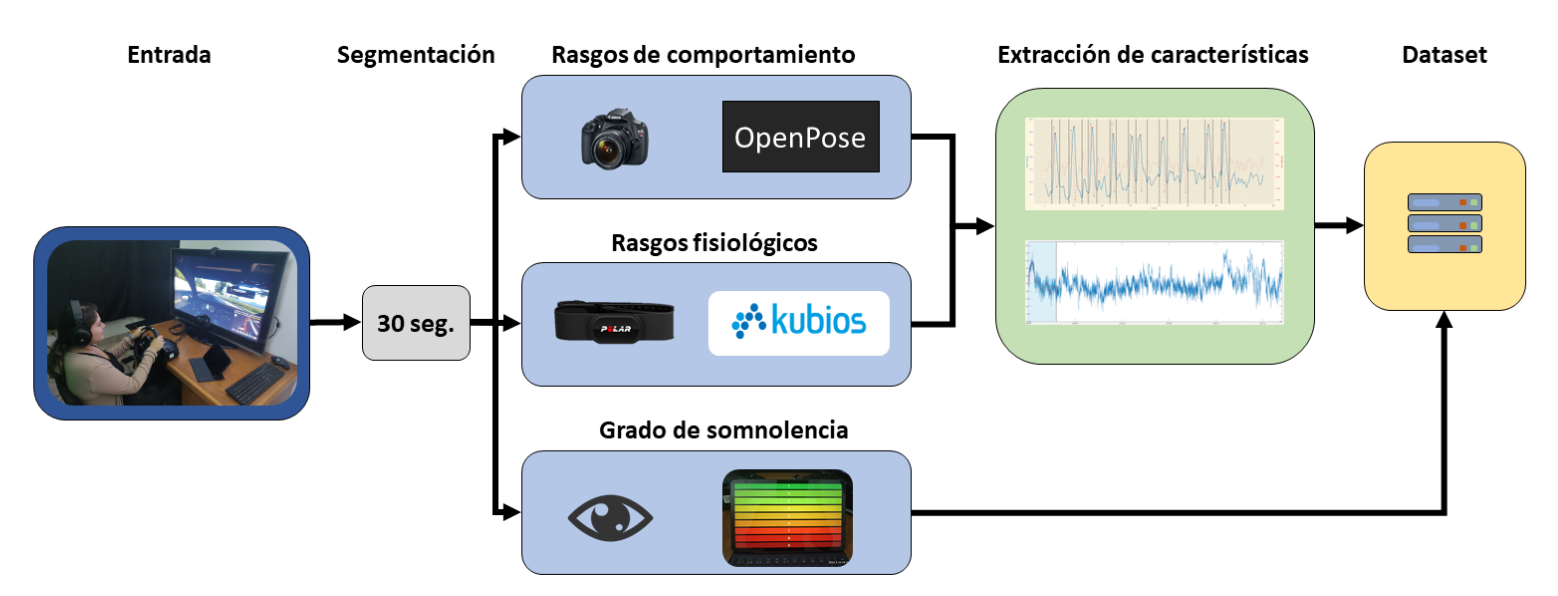 Entrada
Segmentación
Rasgos de comportamiento
Extracción de características
Dataset
OpenPose
Rasgos fisiológicos
30 seg.
POLAR
kubios
Grado de somnolencia